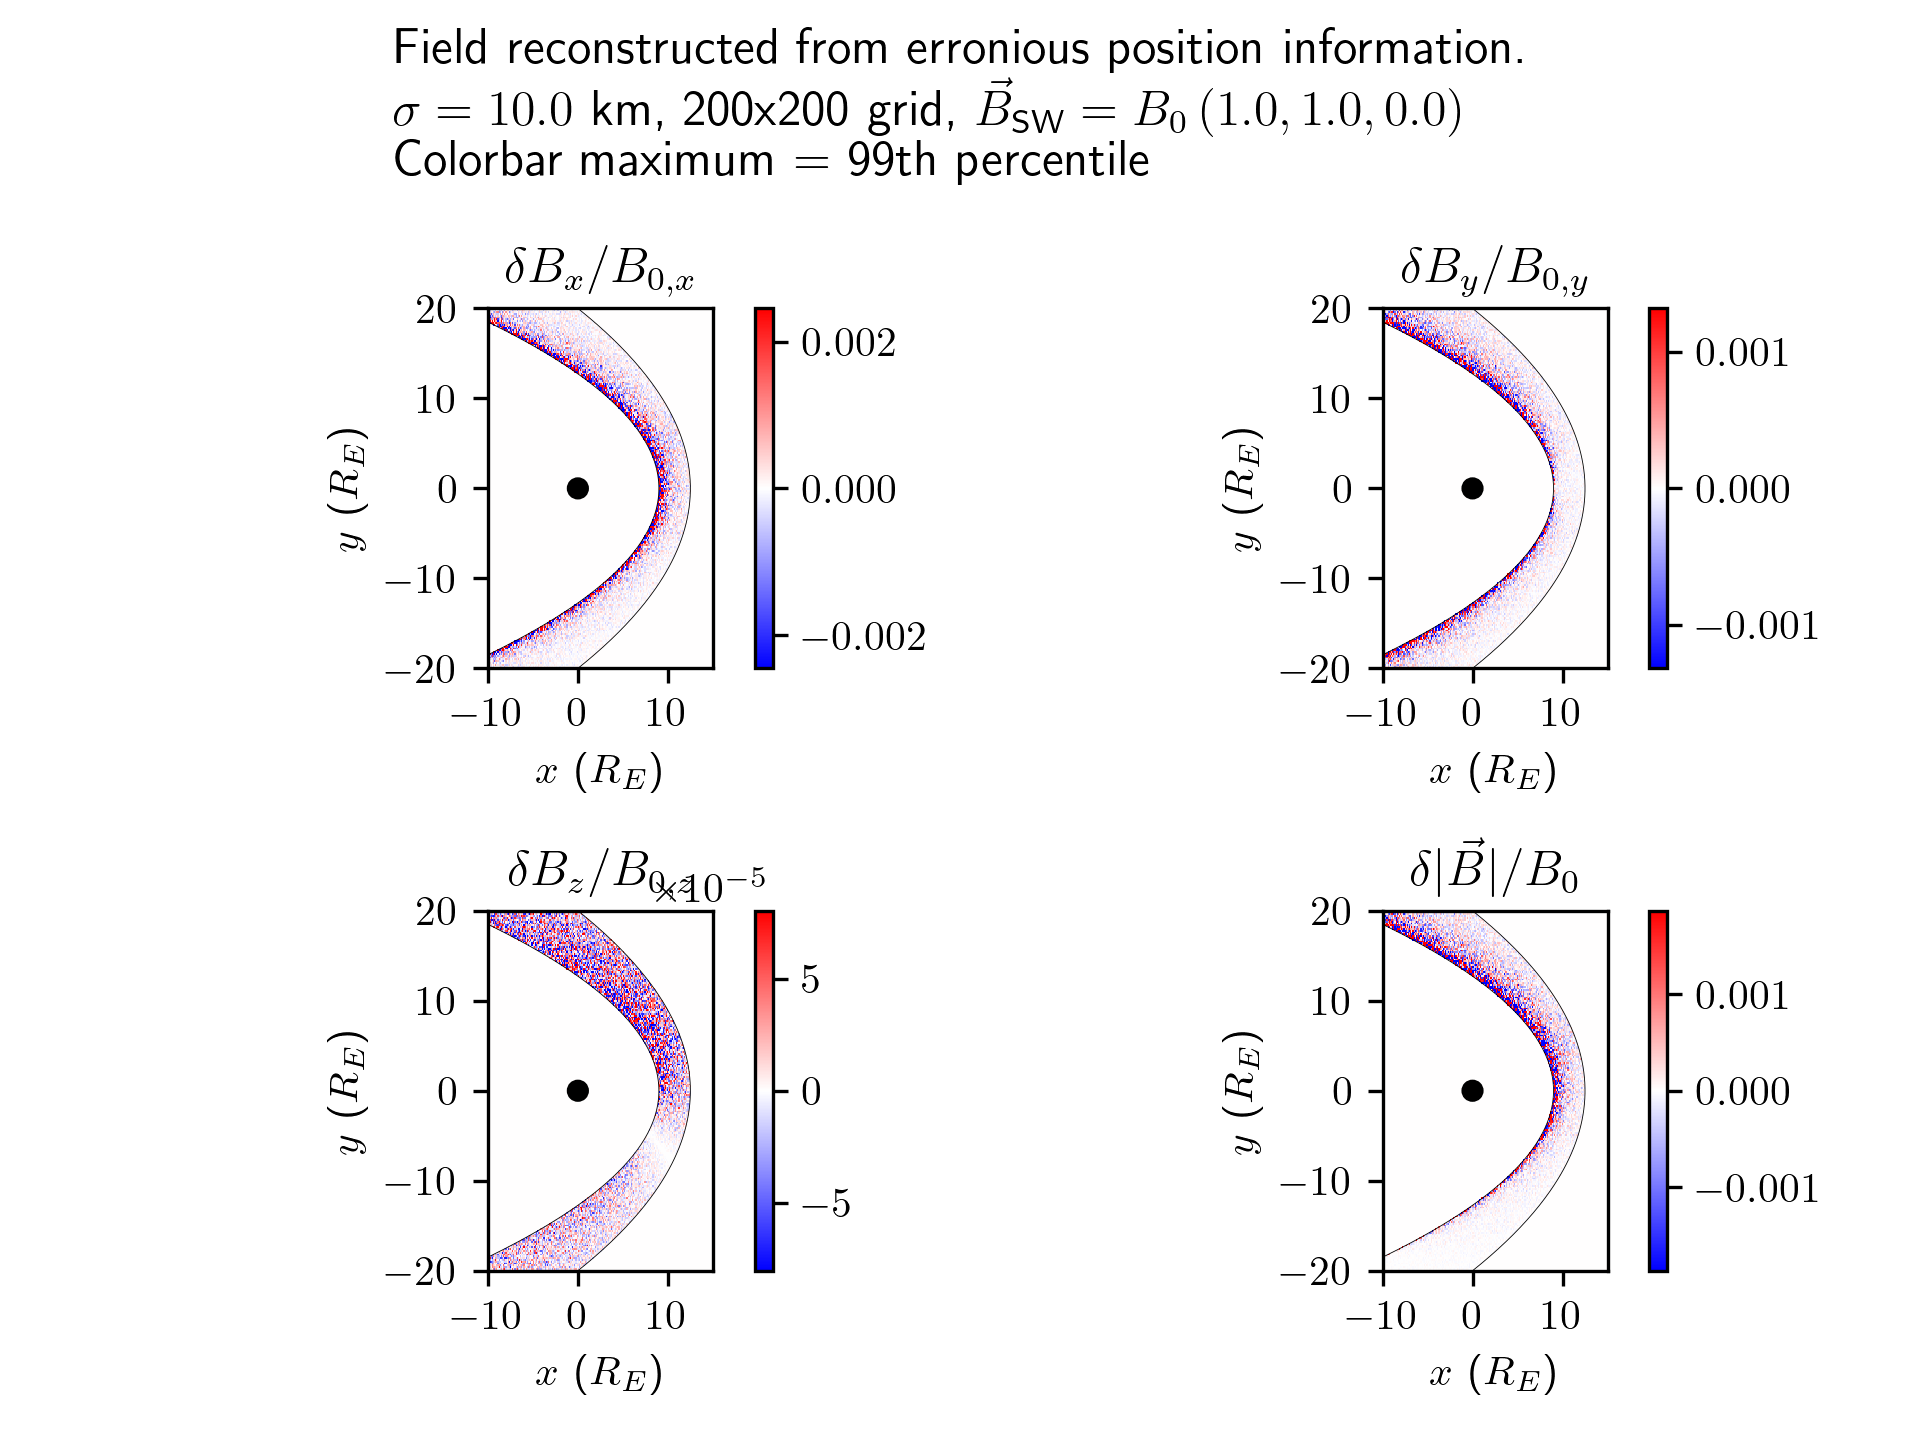 Field reconstructed from erronious position information.
σ = 10.0 km, 200x200 grid, B⃗_SW = B₀ (1.0, 1.0, 0.0)
Colorbar maximum = 99th percentile
δB_x/B_{0,x}
20
10
0
−10
−20
y (R_E)
−10 0 10
x (R_E)
0.002
0.000
−0.002
δB_y/B_{0,y}
20
10
0
−10
−20
y (R_E)
−10 0 10
x (R_E)
0.001
0.000
−0.001
δB_z/B_{0,z}
×10⁻⁵
20
10
0
−10
−20
y (R_E)
−10 0 10
x (R_E)
5
0
−5
δ|B⃗|/B₀
20
10
0
−10
−20
y (R_E)
−10 0 10
x (R_E)
0.001
0.000
−0.001